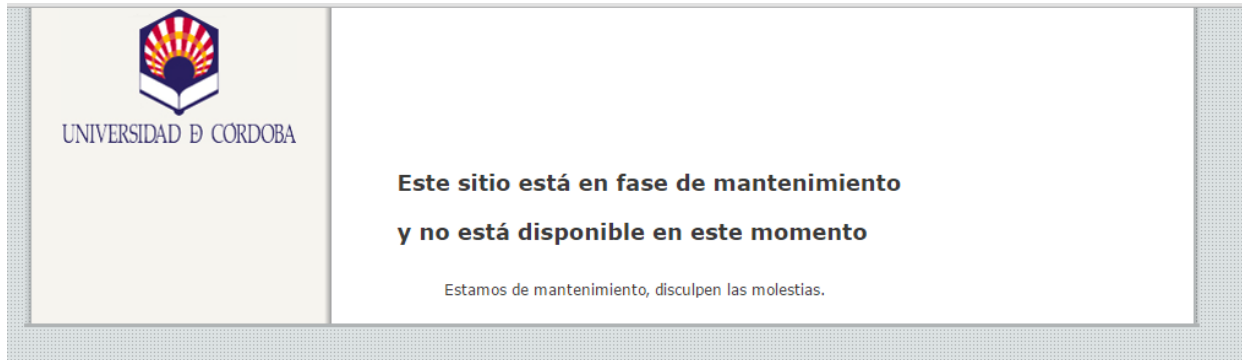 UNIVERSIDAD Ð CÓRDOBA
Este sitio está en fase de mantenimiento
y no está disponible en este momento
Estamos de mantenimiento, disculpen las molestias.